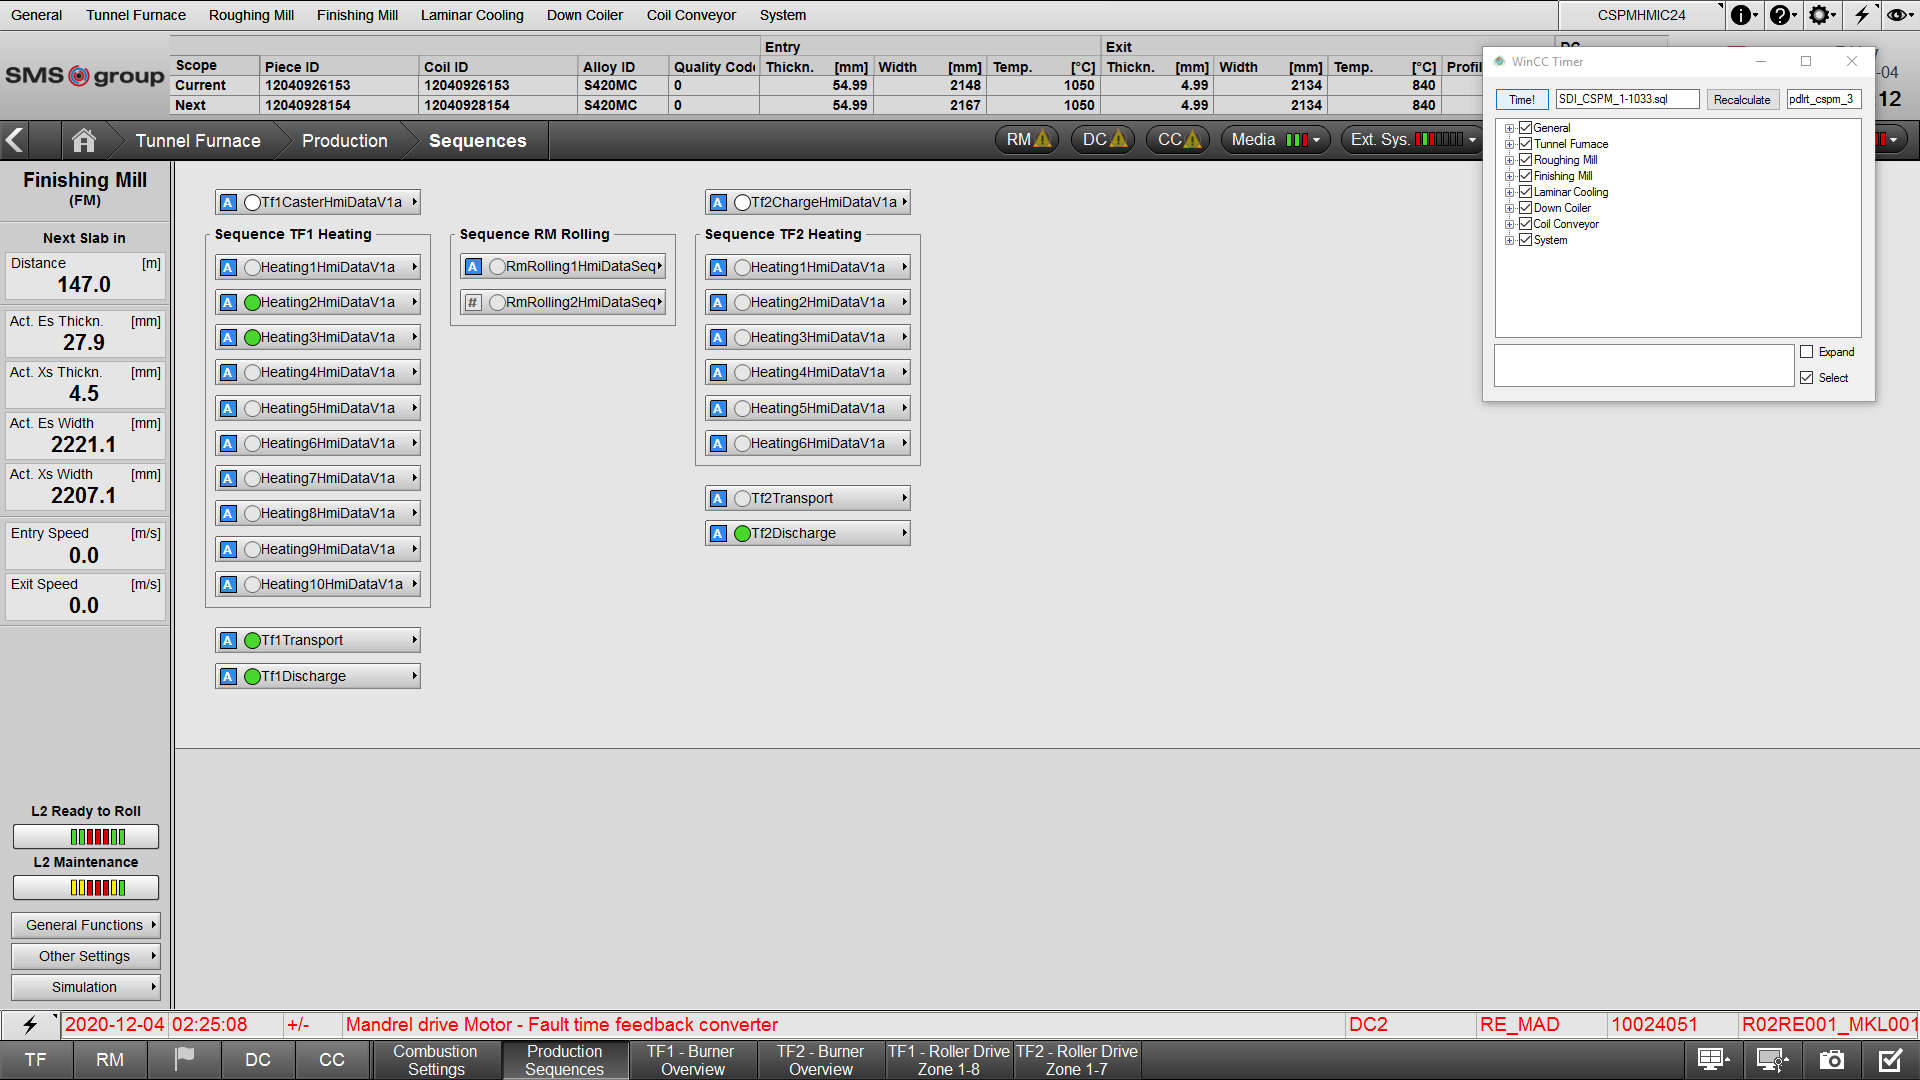 General Tunnel Furnace Roughing Mill Finishing Mill Laminar Cooling Down Coiler Coil Conveyor System CSPMHMIC24
SMS group
Entry Exit
Scope Piece ID Coil ID Alloy ID Quality Code Thickn. [mm] Width [mm] Temp. [°C] Thickn. [mm] Width [mm] Temp. [°C] Profil
Current 12040926153 12040926153 S420MC 0 54.99 2148 1050 4.99 2134 840
Next 12040928154 12040928154 S420MC 0 54.99 2167 1050 4.99 2134 840
-04
12
Tunnel Furnace Production Sequences RM DC CC Media Ext. Sys.
WinCC Timer
Time! SDI_CSPM_1-1033.sql Recalculate pdlrt_cspm_3
General
Tunnel Furnace
Roughing Mill
Finishing Mill
Laminar Cooling
Down Coiler
Coil Conveyor
System
Expand
Select
Finishing Mill
(FM)
Next Slab in
Distance [m]
147.0
Act. Es Thickn. [mm]
27.9
Act. Xs Thickn. [mm]
4.5
Act. Es Width [mm]
2221.1
Act. Xs Width [mm]
2207.1
Entry Speed [m/s]
0.0
Exit Speed [m/s]
0.0
L2 Ready to Roll
L2 Maintenance
General Functions
Other Settings
Simulation
A Tf1CasterHmiDataV1a
Sequence TF1 Heating
A Heating1HmiDataV1a
A Heating2HmiDataV1a
A Heating3HmiDataV1a
A Heating4HmiDataV1a
A Heating5HmiDataV1a
A Heating6HmiDataV1a
A Heating7HmiDataV1a
A Heating8HmiDataV1a
A Heating9HmiDataV1a
A Heating10HmiDataV1a
A Tf1Transport
A Tf1Discharge
Sequence RM Rolling
A RmRolling1HmiDataSeq
# RmRolling2HmiDataSeq
A Tf2ChargeHmiDataV1a
Sequence TF2 Heating
A Heating1HmiDataV1a
A Heating2HmiDataV1a
A Heating3HmiDataV1a
A Heating4HmiDataV1a
A Heating5HmiDataV1a
A Heating6HmiDataV1a
A Tf2Transport
A Tf2Discharge
2020-12-04 02:25:08 +/- Mandrel drive Motor - Fault time feedback converter DC2 RE_MAD 10024051 R02RE001_MKL001
TF RM DC CC
Combustion Settings
Production Sequences
TF1 - Burner Overview
TF2 - Burner Overview
TF1 - Roller Drive Zone 1-8
TF2 - Roller Drive Zone 1-7